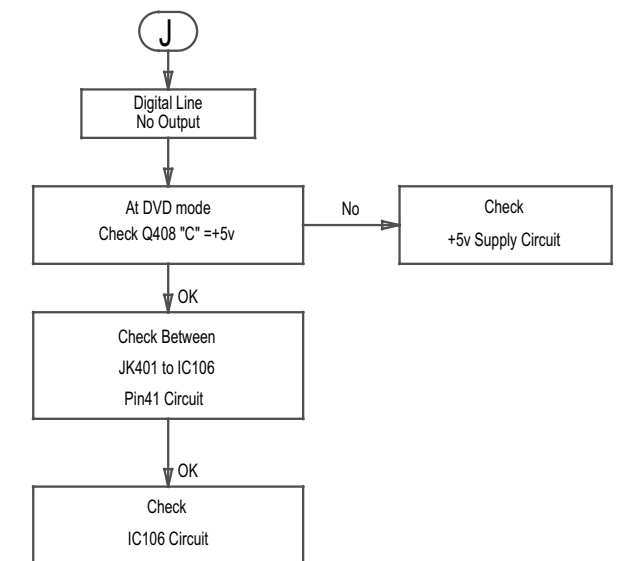 J
Digital Line
No Output
At DVD mode
Check Q408 "C" =+5v
No
Check
+5v Supply Circuit
OK
Check Between
JK401 to IC106
Pin41 Circuit
OK
Check
IC106 Circuit